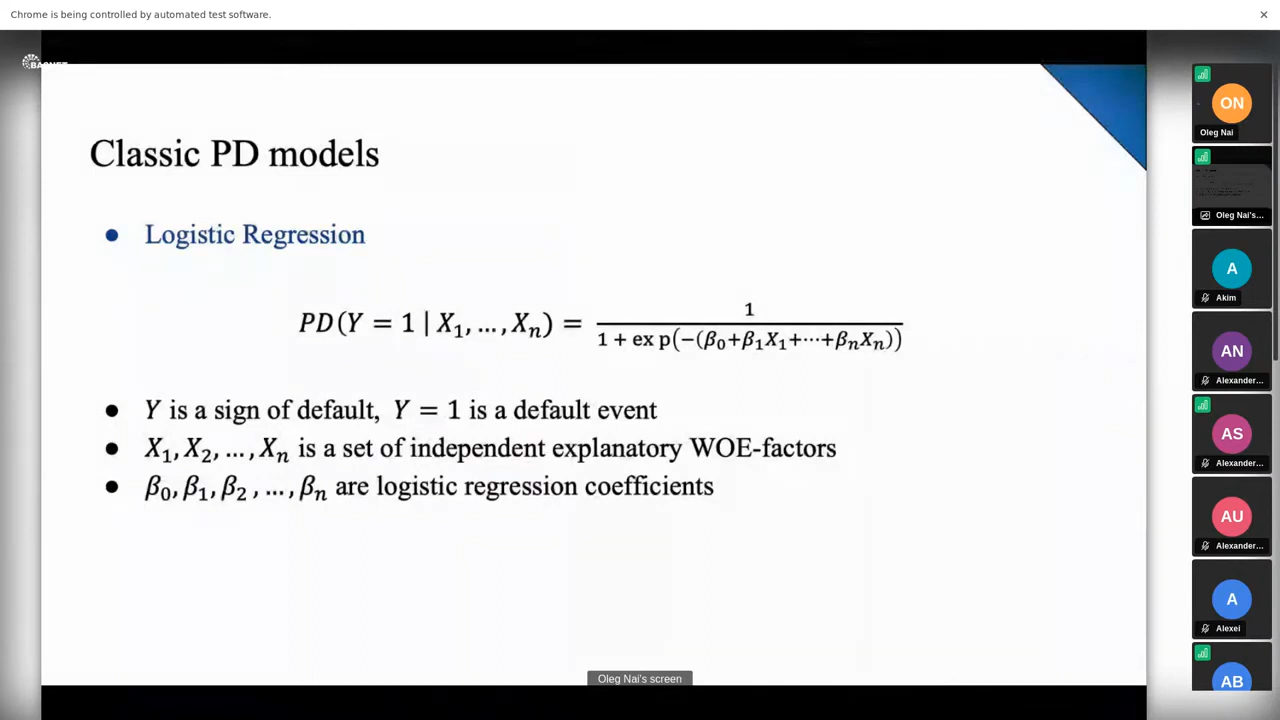 Chrome is being controlled by automated test software.
BASNET
Classic PD models
● Logistic Regression
PD(Y = 1 | X₁, …, Xₙ) = 1 / (1 + ex p(−(β₀+β₁X₁+⋯+βₙXₙ)))
● Y is a sign of default, Y = 1 is a default event
● X₁, X₂, …, Xₙ is a set of independent explanatory WOE-factors
● β₀, β₁, β₂ , …, βₙ are logistic regression coefficients
Oleg Nai's screen
ON
Oleg Nai
Oleg Nai's...
A
Akim
AN
Alexander...
AS
Alexander...
AU
Alexander...
A
Alexei
AB